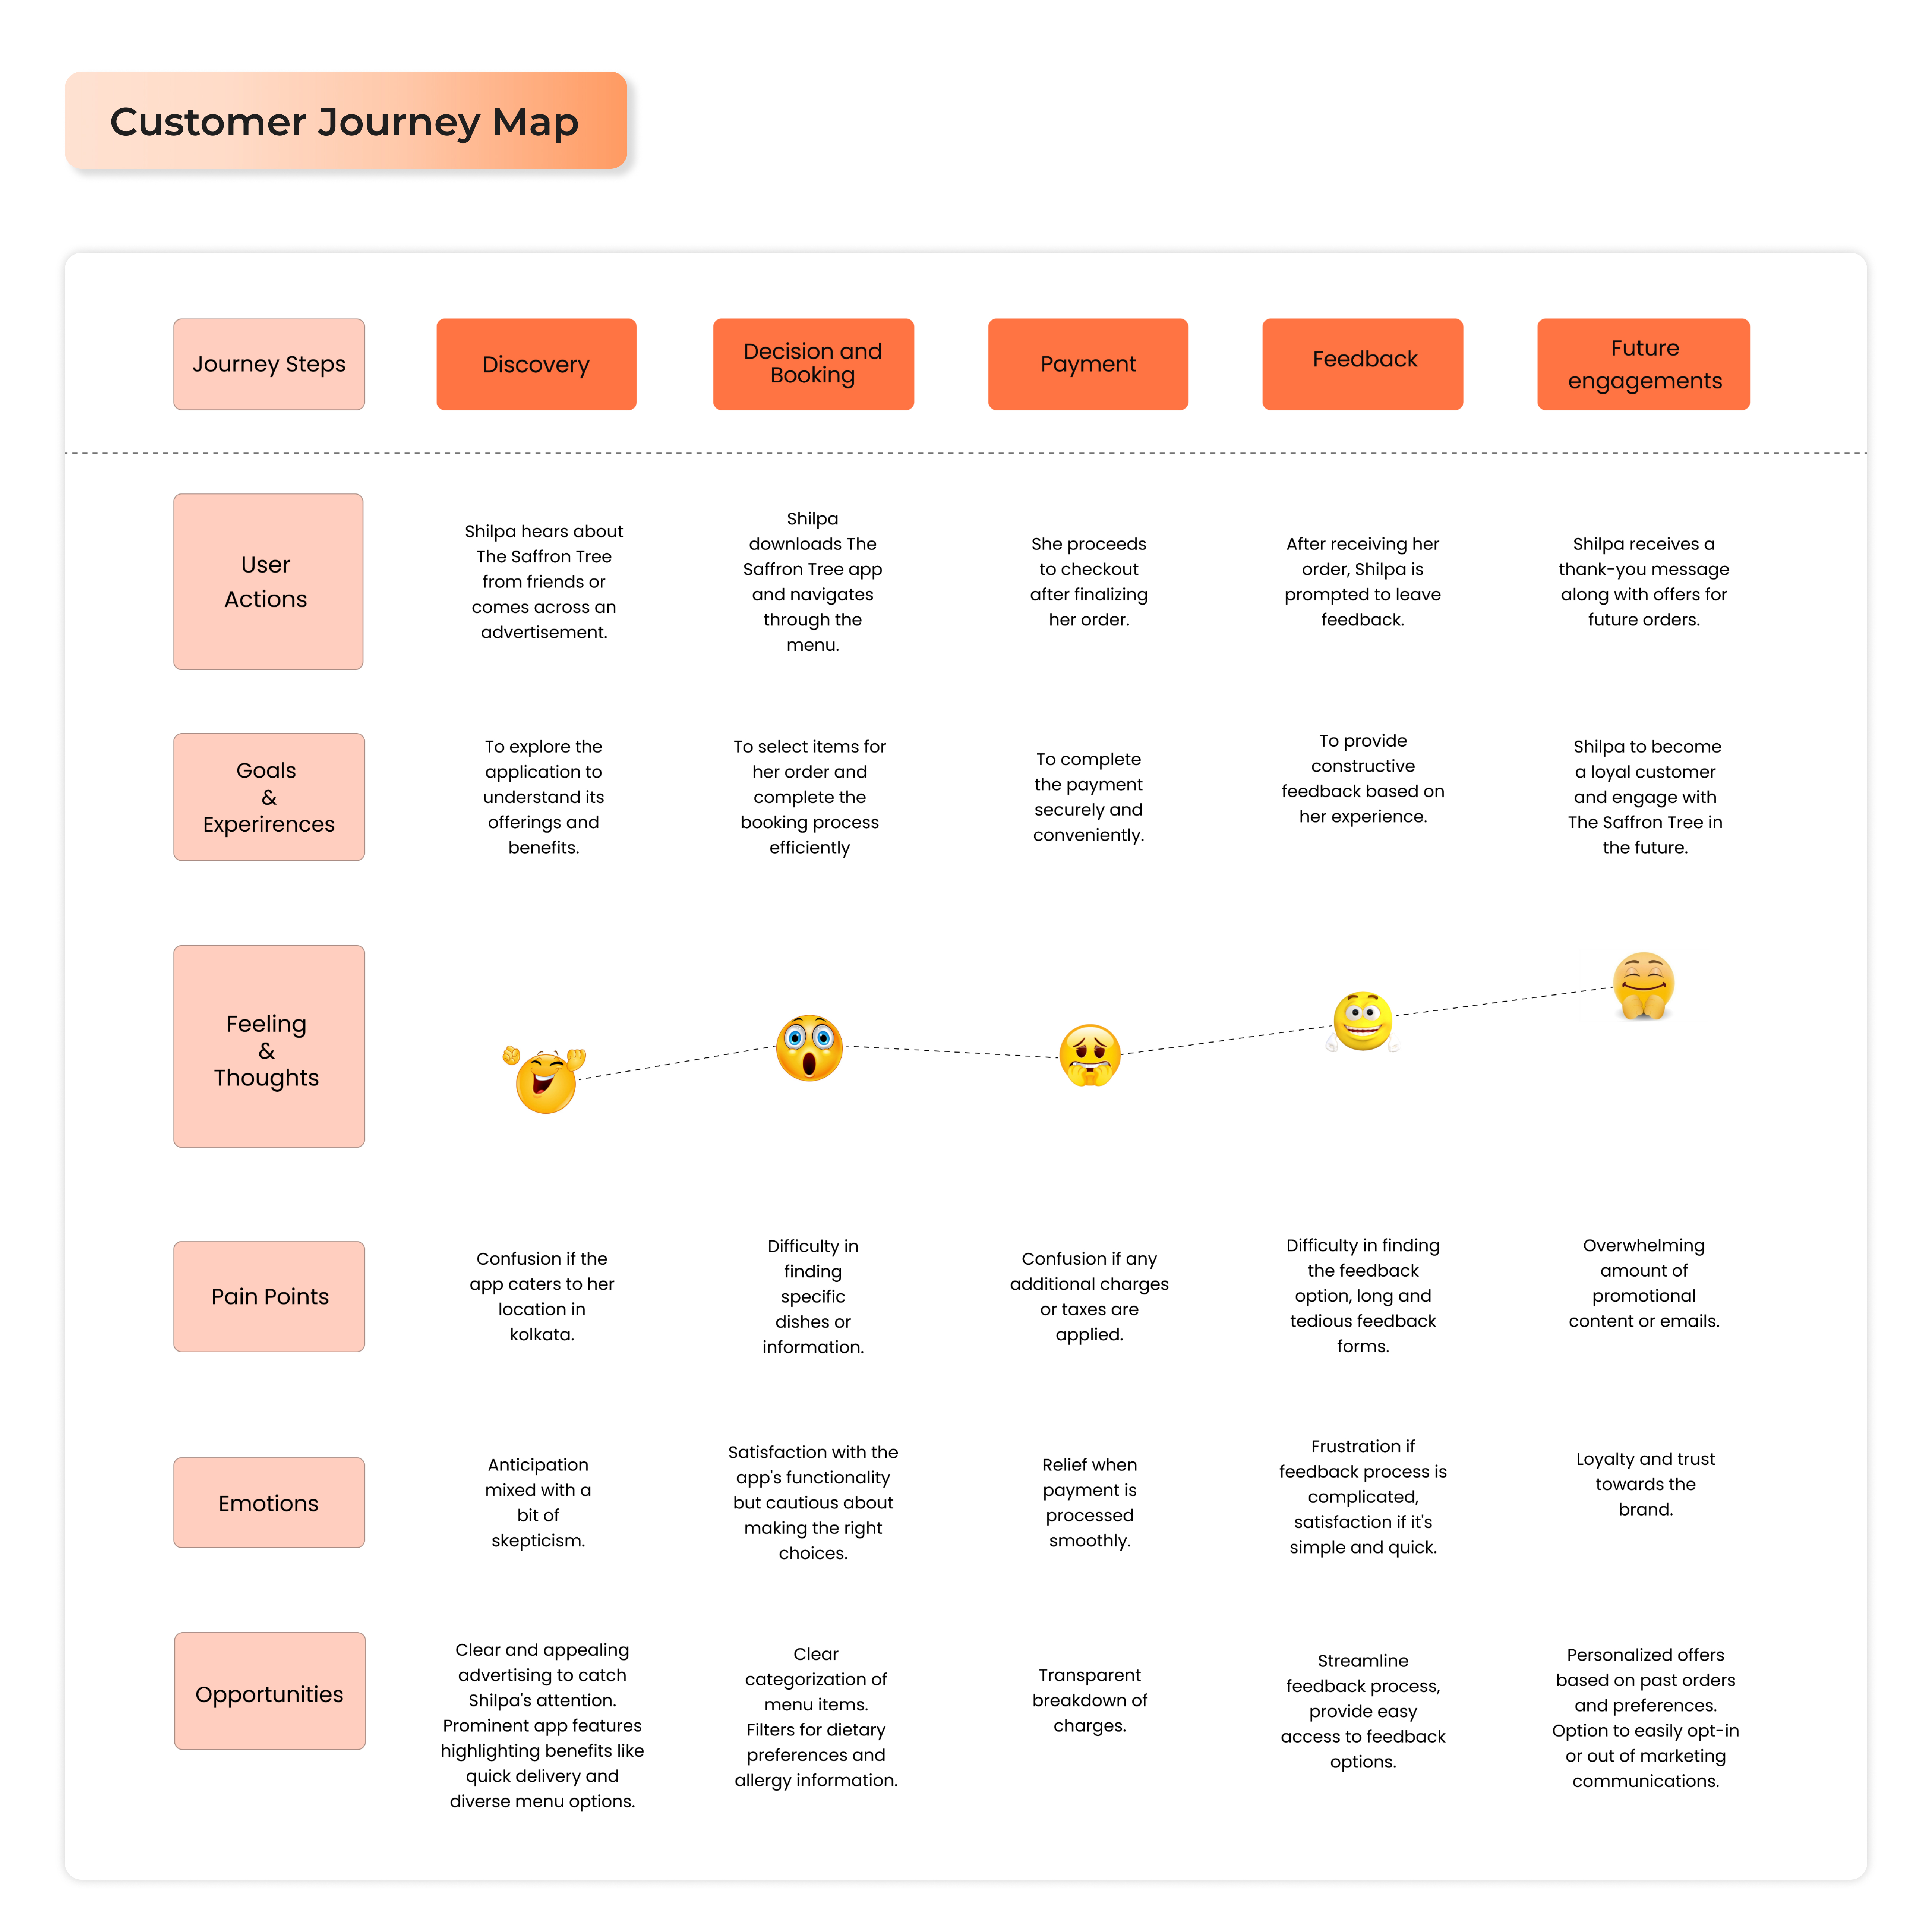 Customer Journey Map
Journey Steps
Discovery
Decision and
Booking
Payment
Feedback
Future
engagements
User
Actions
Shilpa hears about
The Saffron Tree
from friends or
comes across an
advertisement.
Shilpa
downloads The
Saffron Tree app
and navigates
through the
menu.
She proceeds
to checkout
after finalizing
her order.
After receiving her
order, Shilpa is
prompted to leave
feedback.
Shilpa receives a
thank-you message
along with offers for
future orders.
Goals
&
Experirences
To explore the
application to
understand its
offerings and
benefits.
To select items for
her order and
complete the
booking process
efficiently
To complete
the payment
securely and
conveniently.
To provide
constructive
feedback based on
her experience.
Shilpa to become
a loyal customer
and engage with
The Saffron Tree in
the future.
Feeling
&
Thoughts
Pain Points
Confusion if the
app caters to her
location in
kolkata.
Difficulty in
finding
specific
dishes or
information.
Confusion if any
additional charges
or taxes are
applied.
Difficulty in finding
the feedback
option, long and
tedious feedback
forms.
Overwhelming
amount of
promotional
content or emails.
Emotions
Anticipation
mixed with a
bit of
skepticism.
Satisfaction with the
app's functionality
but cautious about
making the right
choices.
Relief when
payment is
processed
smoothly.
Frustration if
feedback process is
complicated,
satisfaction if it's
simple and quick.
Loyalty and trust
towards the
brand.
Opportunities
Clear and appealing
advertising to catch
Shilpa's attention.
Prominent app features
highlighting benefits like
quick delivery and
diverse menu options.
Clear
categorization of
menu items.
Filters for dietary
preferences and
allergy information.
Transparent
breakdown of
charges.
Streamline
feedback process,
provide easy
access to feedback
options.
Personalized offers
based on past orders
and preferences.
Option to easily opt-in
or out of marketing
communications.